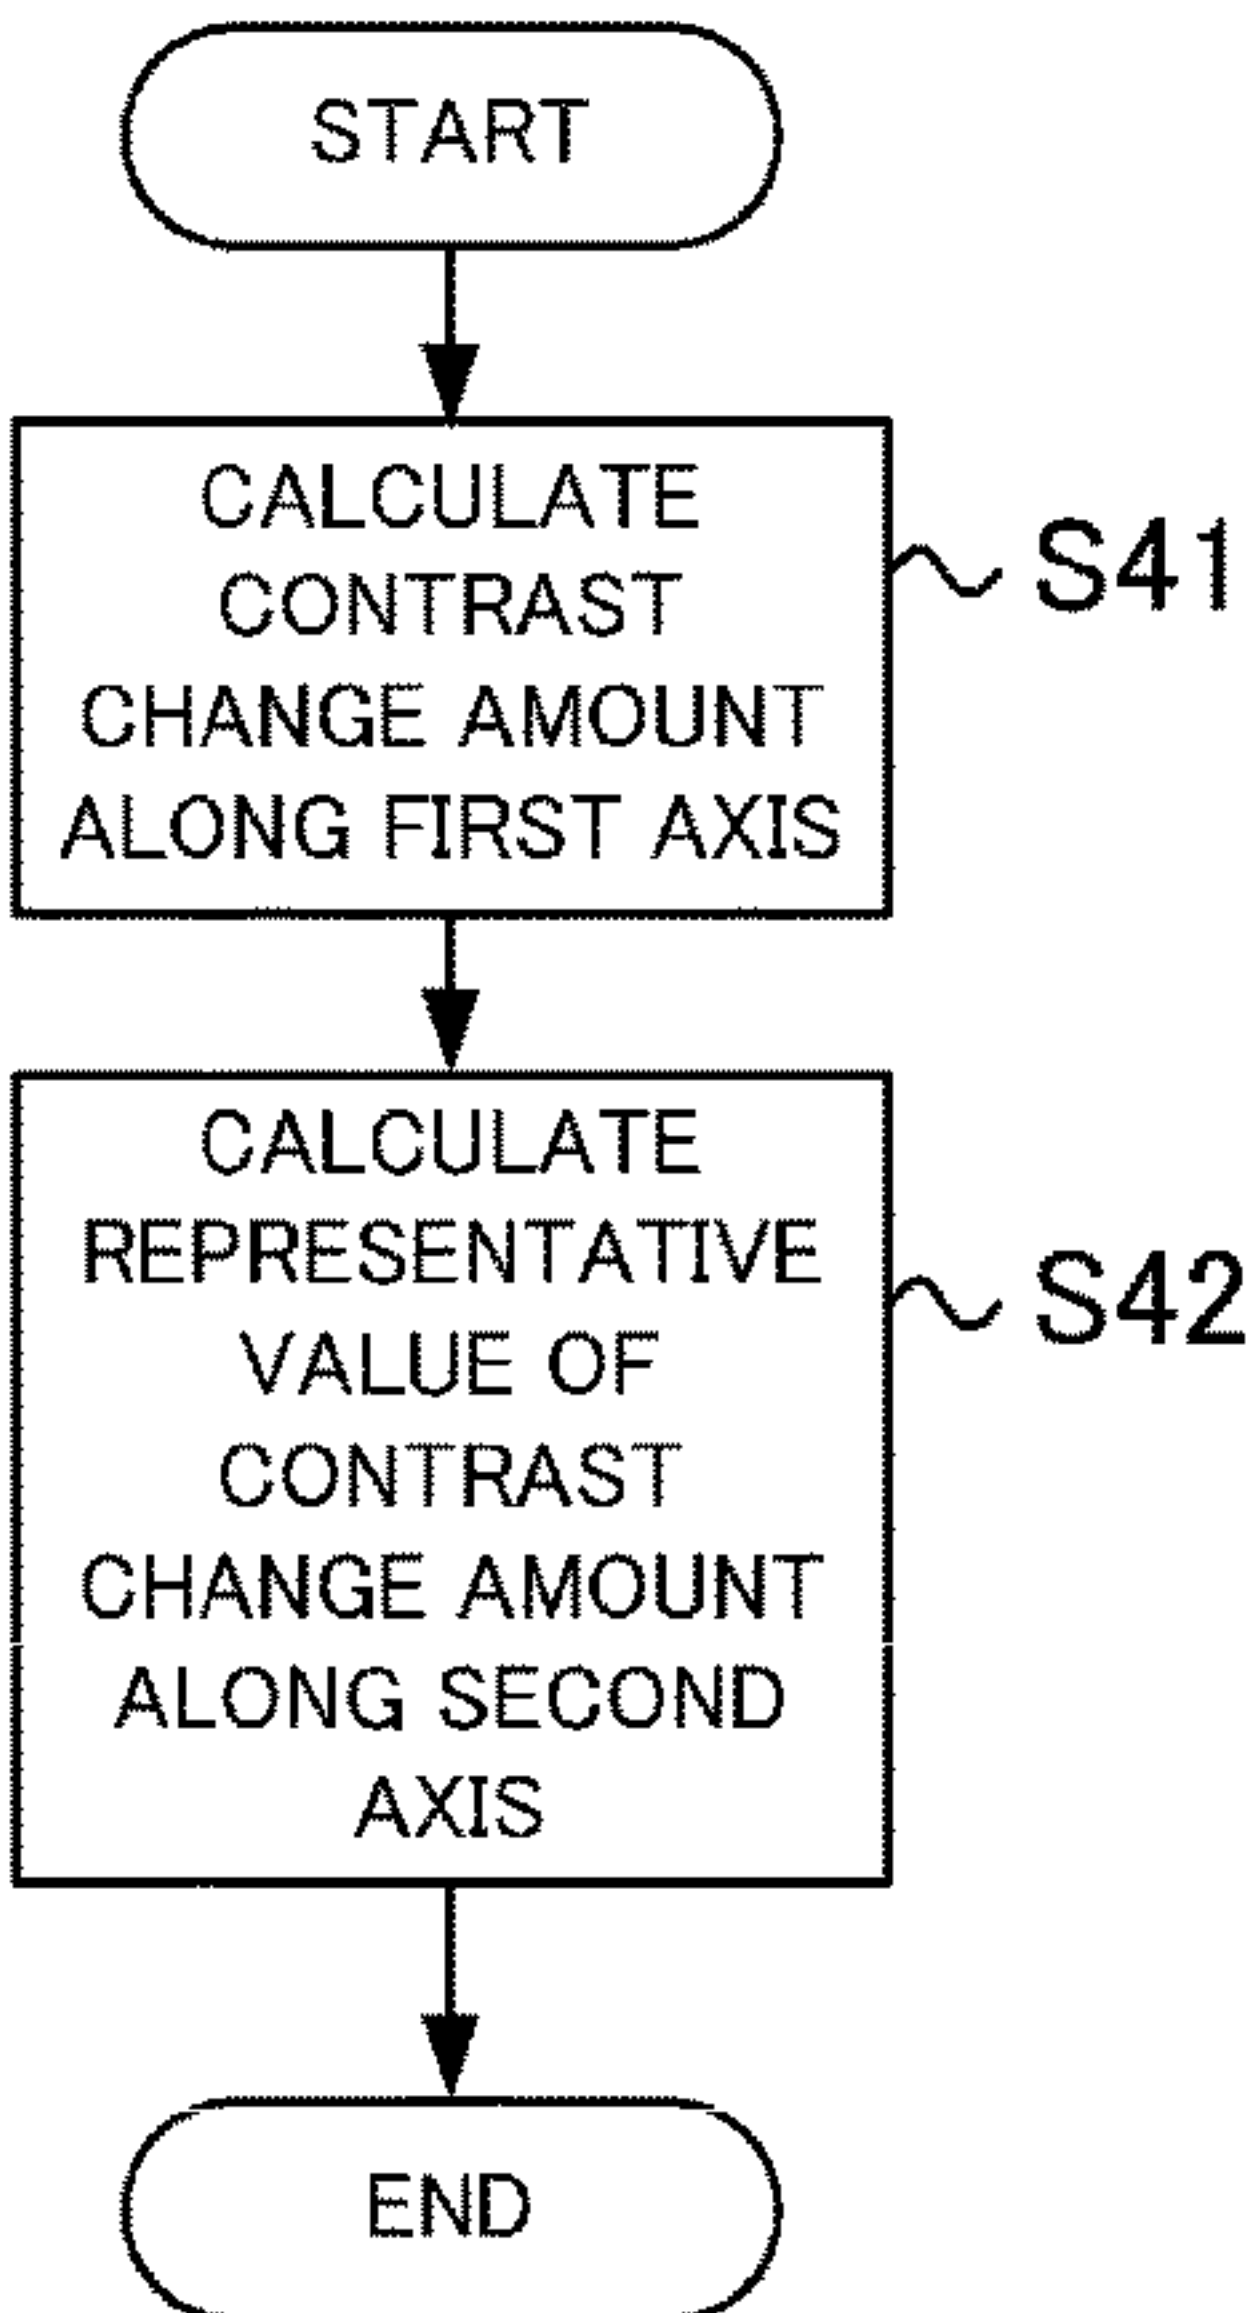 START
CALCULATE
CONTRAST
CHANGE AMOUNT
ALONG FIRST AXIS
S41
CALCULATE
REPRESENTATIVE
VALUE OF
CONTRAST
CHANGE AMOUNT
ALONG SECOND
AXIS
S42
END